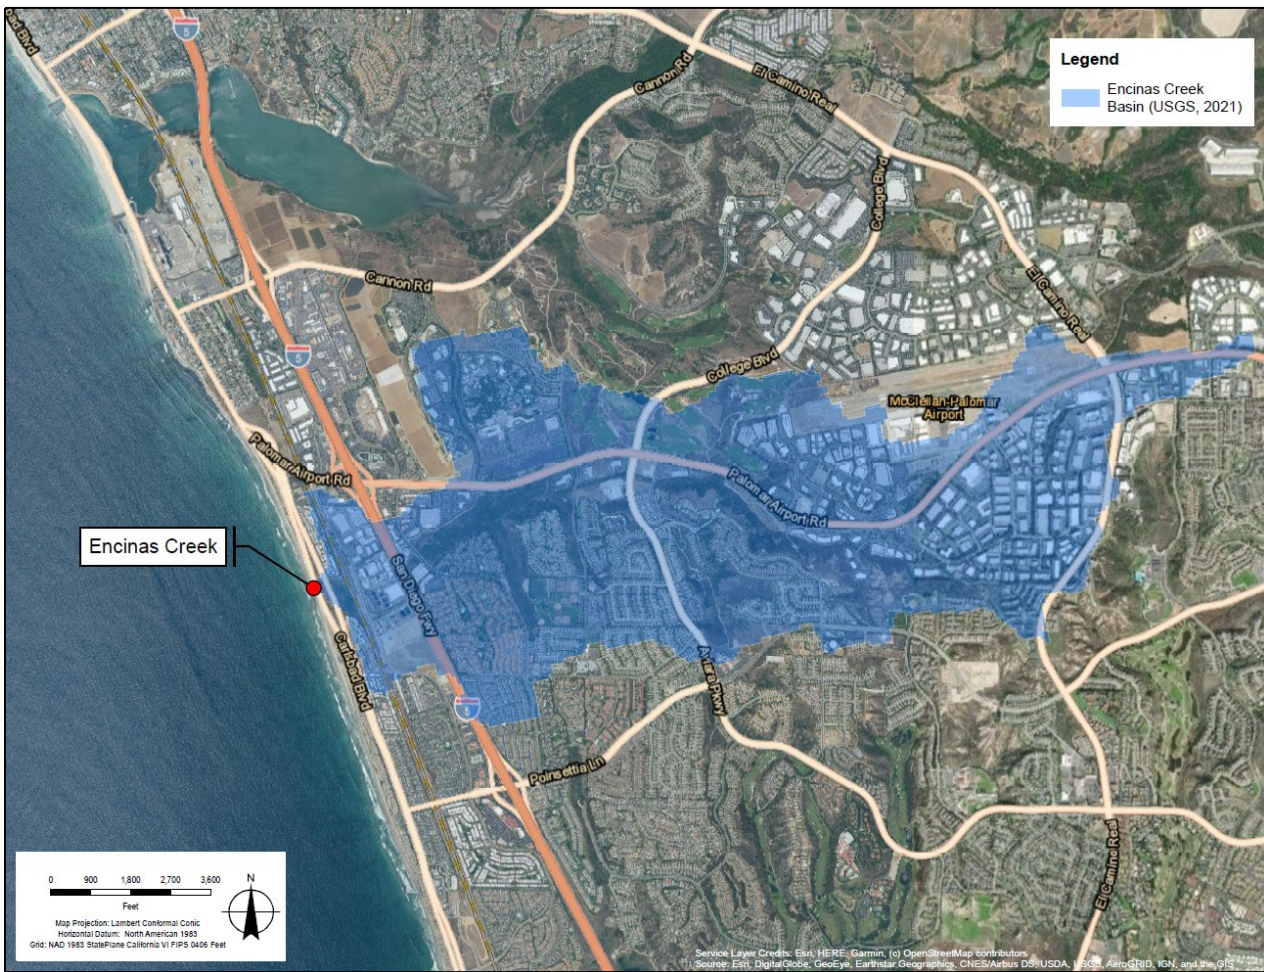 oad Blvd
5
Cannon Rd
El Camino Real
Legend
Encinas Creek
Basin (USGS, 2021)
College Blvd
Cannon Rd
El Camino Real
5
College Blvd
McClellan-Palomar
Airport
Palomar Airport Rd
Palomar Airport Rd
Encinas Creek
San Diego Fwy
Carlsbad Blvd
Aviara Pkwy
5
Poinsettia Ln
El Camino Real
0 900 1,800 2,700 3,600
Feet
N
Map Projection: Lambert Conformal Conic
Horizontal Datum: North American 1983
Grid: NAD 1983 StatePlane California VI FIPS 0406 Feet
Service Layer Credits: Esri, HERE, Garmin, (c) OpenStreetMap contributors
Source: Esri, DigitalGlobe, GeoEye, Earthstar Geographics, CNES/Airbus DS, USDA, USGS, AeroGRID, IGN, and the GIS